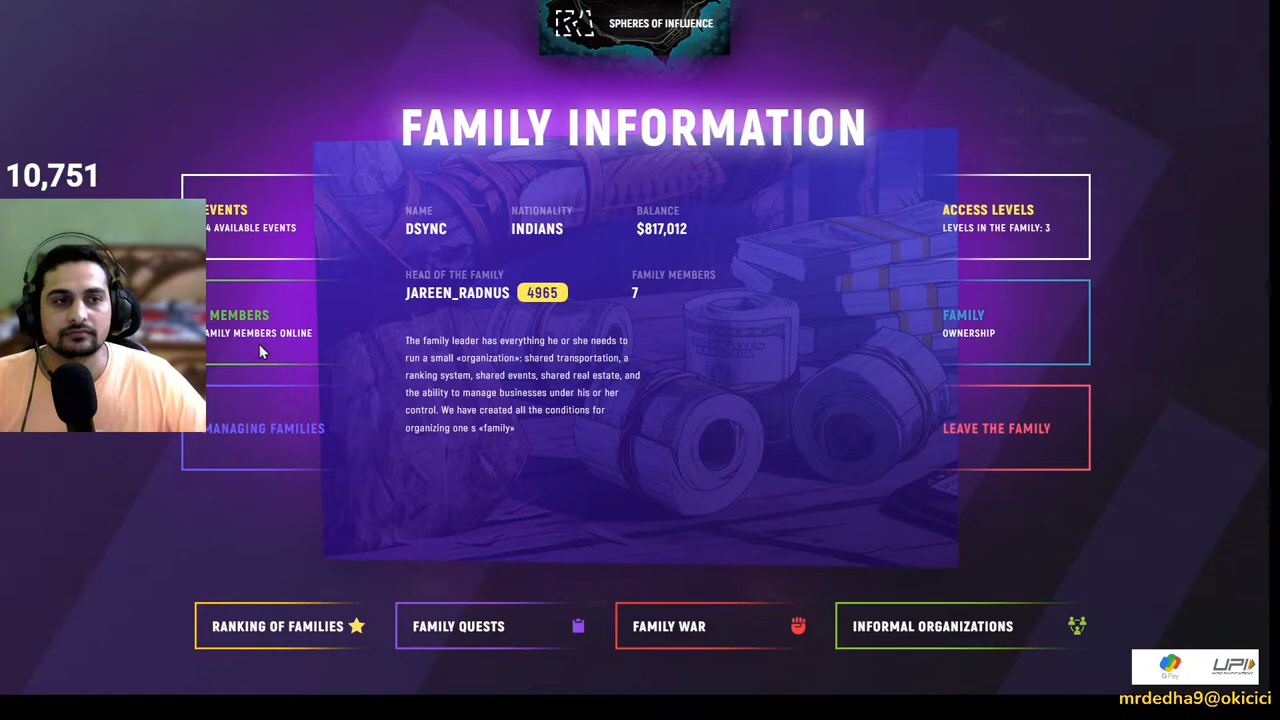 SPHERES OF INFLUENCE
FAMILY INFORMATION
10,751
EVENTS
4 AVAILABLE EVENTS
MEMBERS
AMILY MEMBERS ONLINE
MANAGING FAMILIES
NAME
DSYNC
NATIONALITY
INDIANS
BALANCE
$817,012
HEAD OF THE FAMILY
JAREEN_RADNUS 4965
FAMILY MEMBERS
7
The family leader has everything he or she needs to
run a small «organization»: shared transportation, a
ranking system, shared events, shared real estate, and
the ability to manage businesses under his or her
control. We have created all the conditions for
organizing one s «family»
ACCESS LEVELS
LEVELS IN THE FAMILY: 3
FAMILY
OWNERSHIP
LEAVE THE FAMILY
RANKING OF FAMILIES
FAMILY QUESTS
FAMILY WAR
INFORMAL ORGANIZATIONS
G Pay
UPI
mrdedha9@okicici